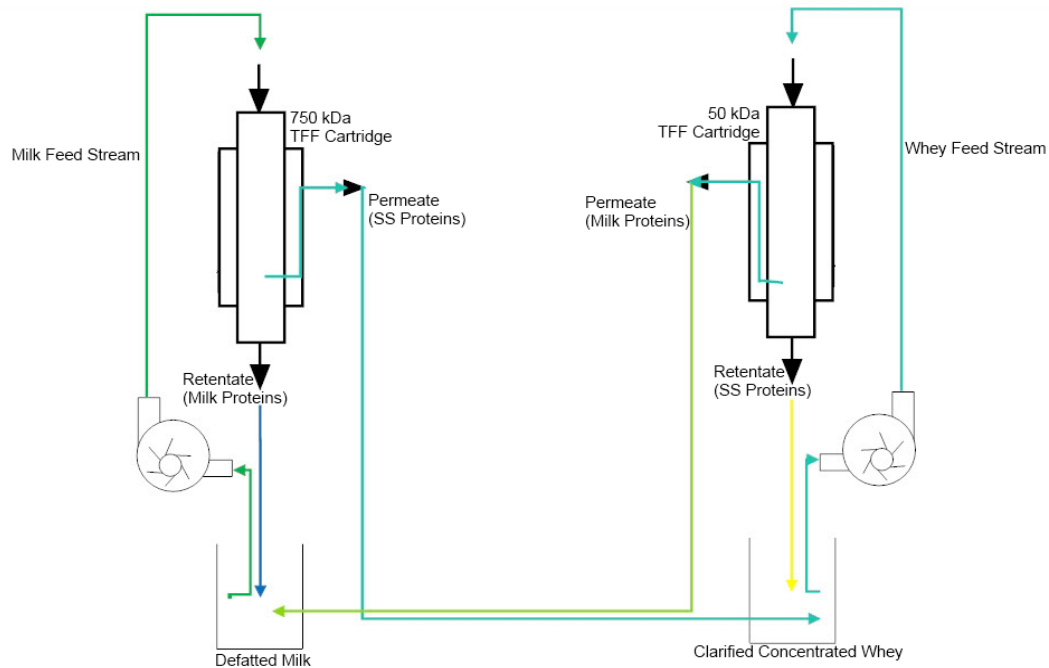 750 kDa
TFF Cartridge
50 kDa
TFF Cartridge
Milk Feed Stream
Whey Feed Stream
Permeate
(SS Proteins)
Permeate
(Milk Proteins)
Retentate
(Milk Proteins)
Retentate
(SS Proteins)
Defatted Milk
Clarified Concentrated Whey